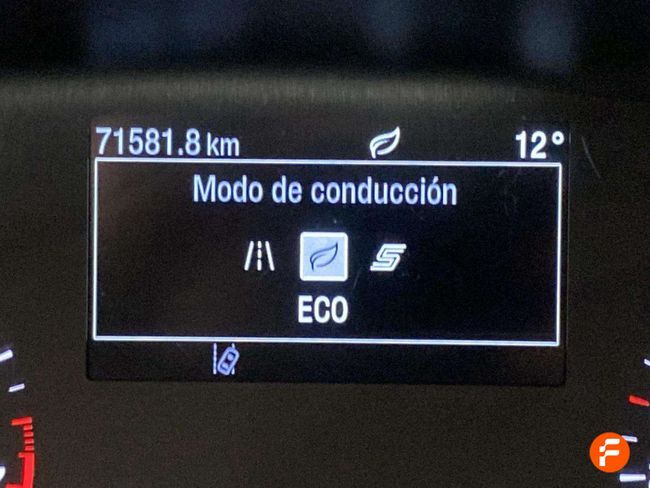 71581.8 km 12°
Modo de conducción
S
ECO